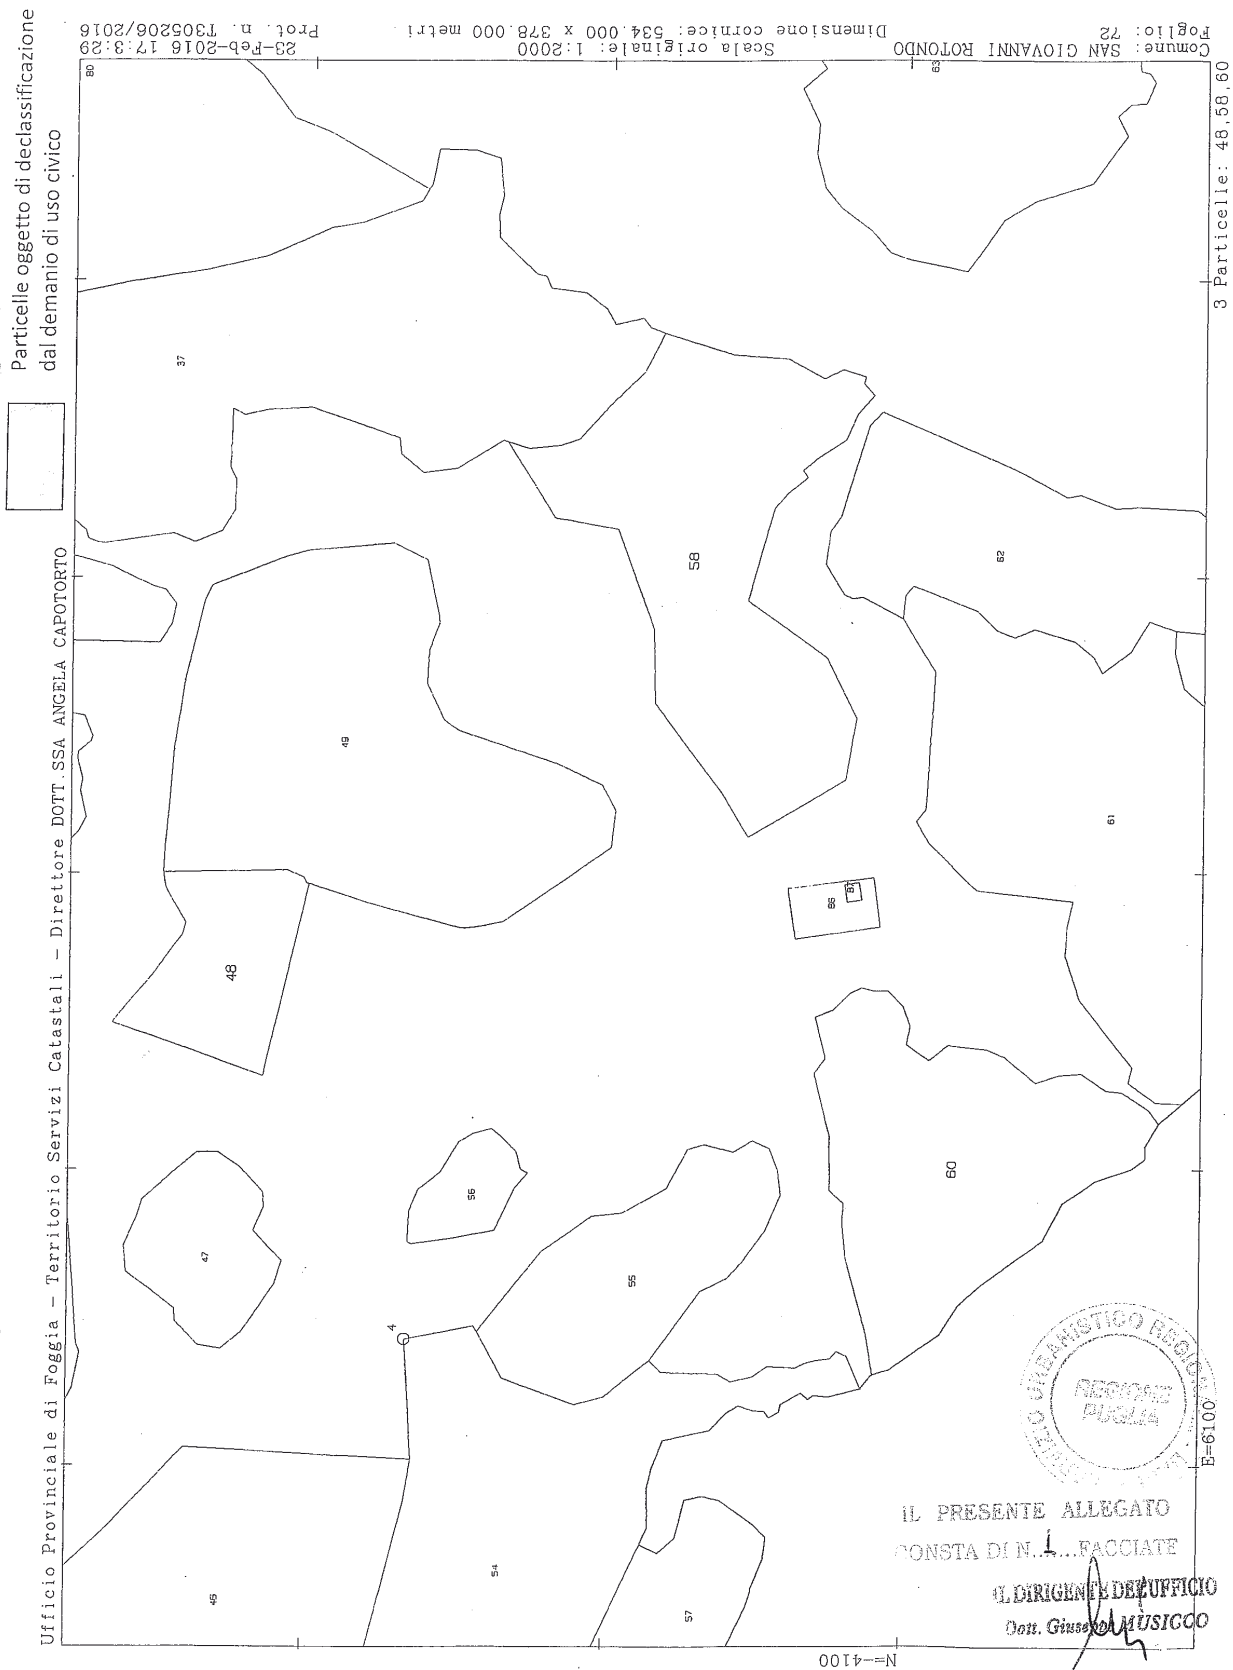 Particelle oggetto di declassificazione
dal demanio di uso civico
Ufficio Provinciale di Foggia - Territorio Servizi Catastali - Direttore DOTT.SSA ANGELA CAPOTORTO
Comune: SAN GIOVANNI ROTONDO
Foglio: 72
Scala originale: 1:2000
Dimensione cornice: 534.000 x 378.000 metri
23-Feb-2016 17:3:29
Prot. n. T305206/2016
3 Particelle: 48,58,60
E=6100
N=-4100
80
63
37
58
62
49
61
48
66
67
60
56
47
55
4
54
57
SERVIZIO URBANISTICO REGIONALE
REGIONE
PUGLIA
IL PRESENTE ALLEGATO
CONSTA DI N. 1 FACCIATE
IL DIRIGENTE DELL'UFFICIO
Dott. Giuseppe MUSICCO